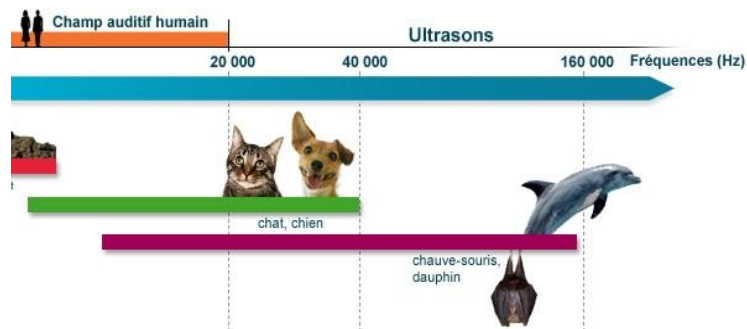 Champ auditif humain
Ultrasons
20 000
40 000
160 000
Fréquences (Hz)
e
chat, chien
chauve-souris,
dauphin